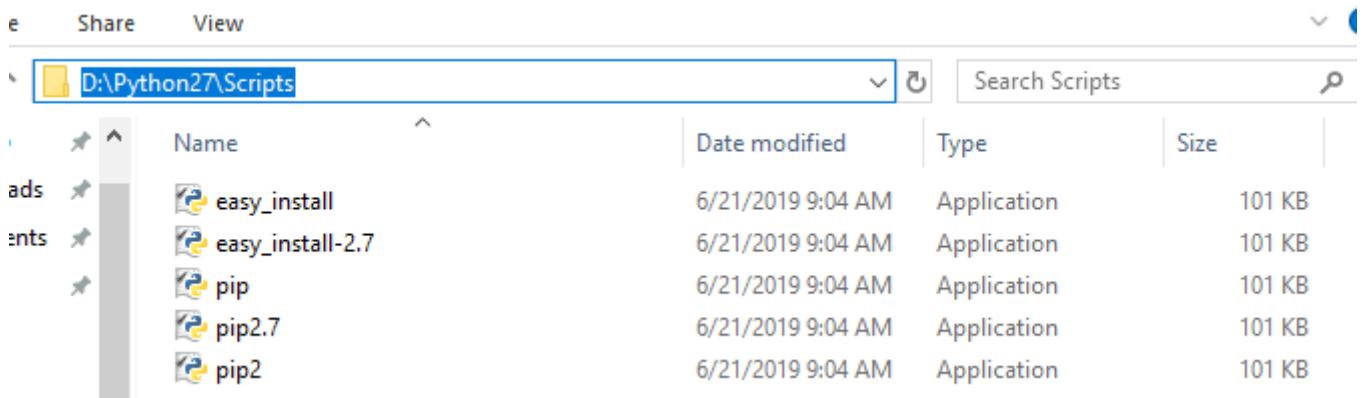 e Share View
D:\Python27\Scripts Search Scripts
Name Date modified Type Size
ads easy_install 6/21/2019 9:04 AM Application 101 KB
ents easy_install-2.7 6/21/2019 9:04 AM Application 101 KB
pip 6/21/2019 9:04 AM Application 101 KB
pip2.7 6/21/2019 9:04 AM Application 101 KB
pip2 6/21/2019 9:04 AM Application 101 KB